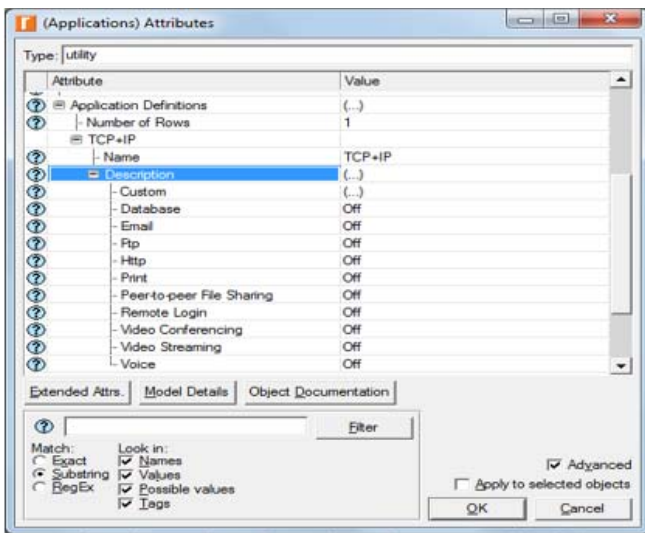 (Applications) Attributes
Type: utility
Attribute Value
Application Definitions (...)
Number of Rows 1
TCP+IP
Name TCP+IP
Description (...)
Custom (...)
Database Off
Email Off
Ftp Off
Http Off
Print Off
Peer-to-peer File Sharing Off
Remote Login Off
Video Conferencing Off
Video Streaming Off
Voice Off
Extended Attrs. Model Details Object Documentation
Filter
Match: Look in:
Exact Names
Substring Values
RegEx Possible values
Tags
Advanced
Apply to selected objects
OK Cancel